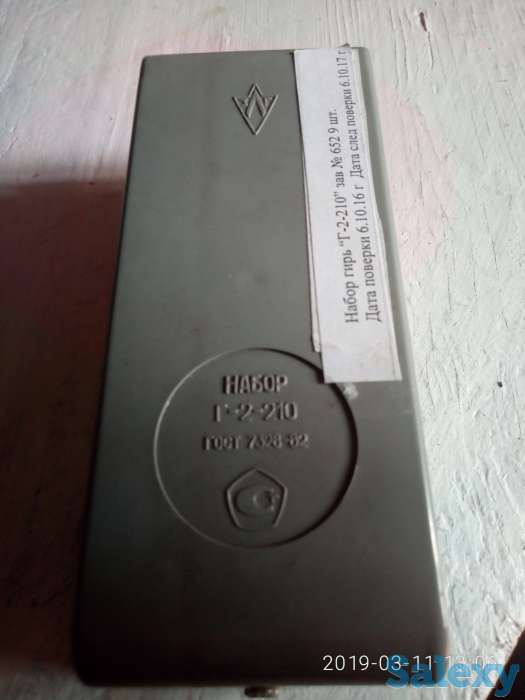 Набор гирь "Г-2-210" зав № 652 9 шт.
Дата поверки 6.10.16 г Дата след поверки 6.10.17 г
НАБОР
Г-2-210
ГОСТ 7328-82
2019-03-11
Salexy